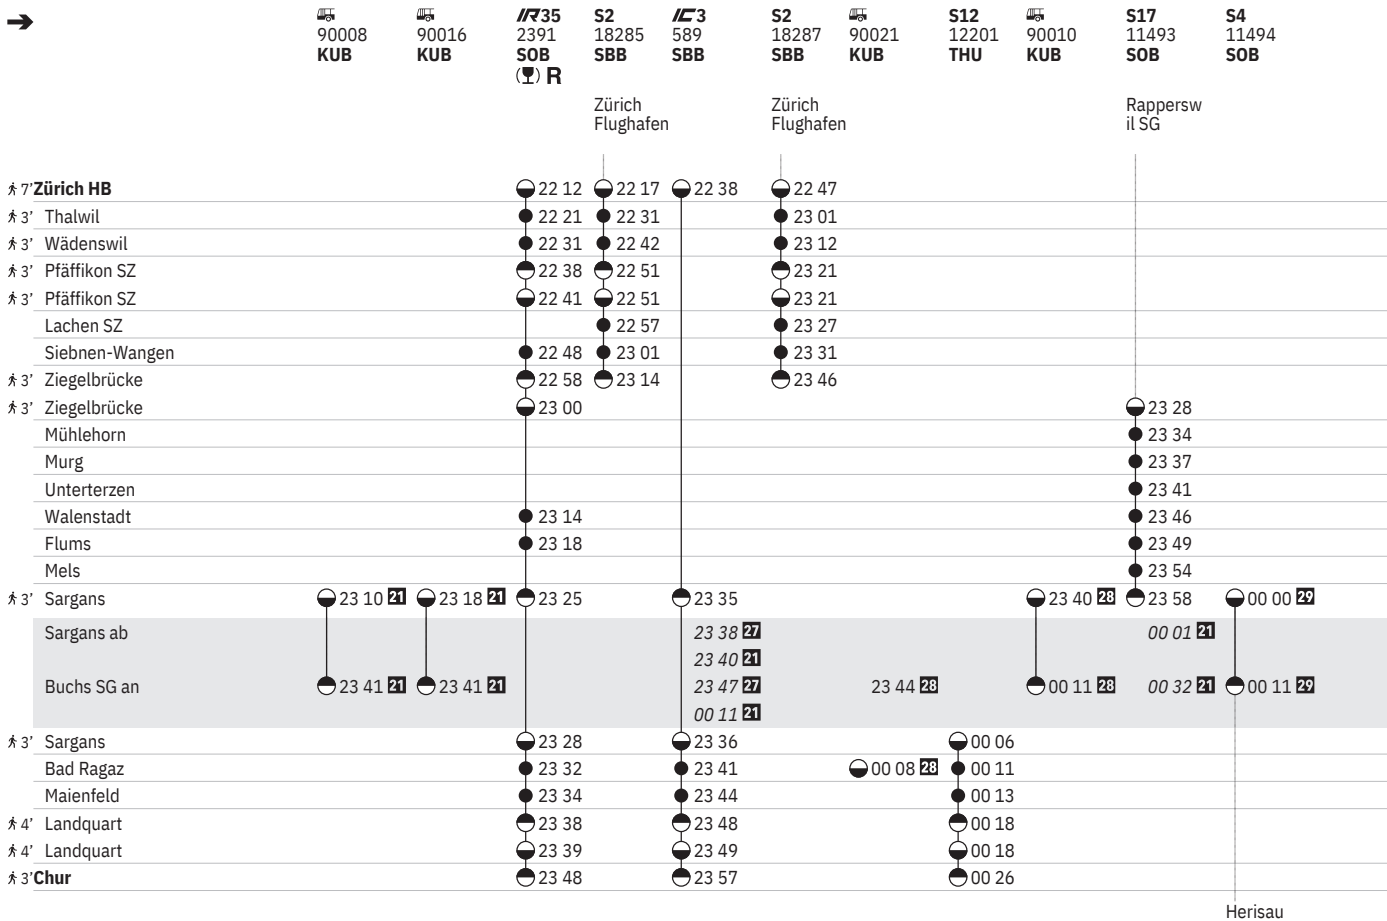 IR35 S2 IC3 S2 S12 S17 S4
90008 90016 2391 18285 589 18287 90021 12201 90010 11493 11494
KUB KUB SOB SBB SBB SBB KUB THU KUB SOB SOB
() R
Zürich Zürich Rappersw
Flughafen Flughafen il SG
7' Zürich HB 22 12 22 17 22 38 22 47
3' Thalwil 22 21 22 31 23 01
3' Wädenswil 22 31 22 42 23 12
3' Pfäffikon SZ 22 38 22 51 23 21
3' Pfäffikon SZ 22 41 22 51 23 21
Lachen SZ 22 57 23 27
Siebnen-Wangen 22 48 23 01 23 31
3' Ziegelbrücke 22 58 23 14 23 46
3' Ziegelbrücke 23 00 23 28
Mühlehorn 23 34
Murg 23 37
Unterterzen 23 41
Walenstadt 23 14 23 46
Flums 23 18 23 49
Mels 23 54
3' Sargans 23 10 21 23 18 21 23 25 23 35 23 40 28 23 58 00 00 29
Sargans ab 23 38 27 00 01 21
23 40 21
Buchs SG an 23 41 21 23 41 21 23 47 27 23 44 28 00 11 28 00 32 21 00 11 29
00 11 21
3' Sargans 23 28 23 36 00 06
Bad Ragaz 23 32 23 41 00 08 28 00 11
Maienfeld 23 34 23 44 00 13
4' Landquart 23 38 23 48 00 18
4' Landquart 23 39 23 49 00 18
3' Chur 23 48 23 57 00 26
Herisau